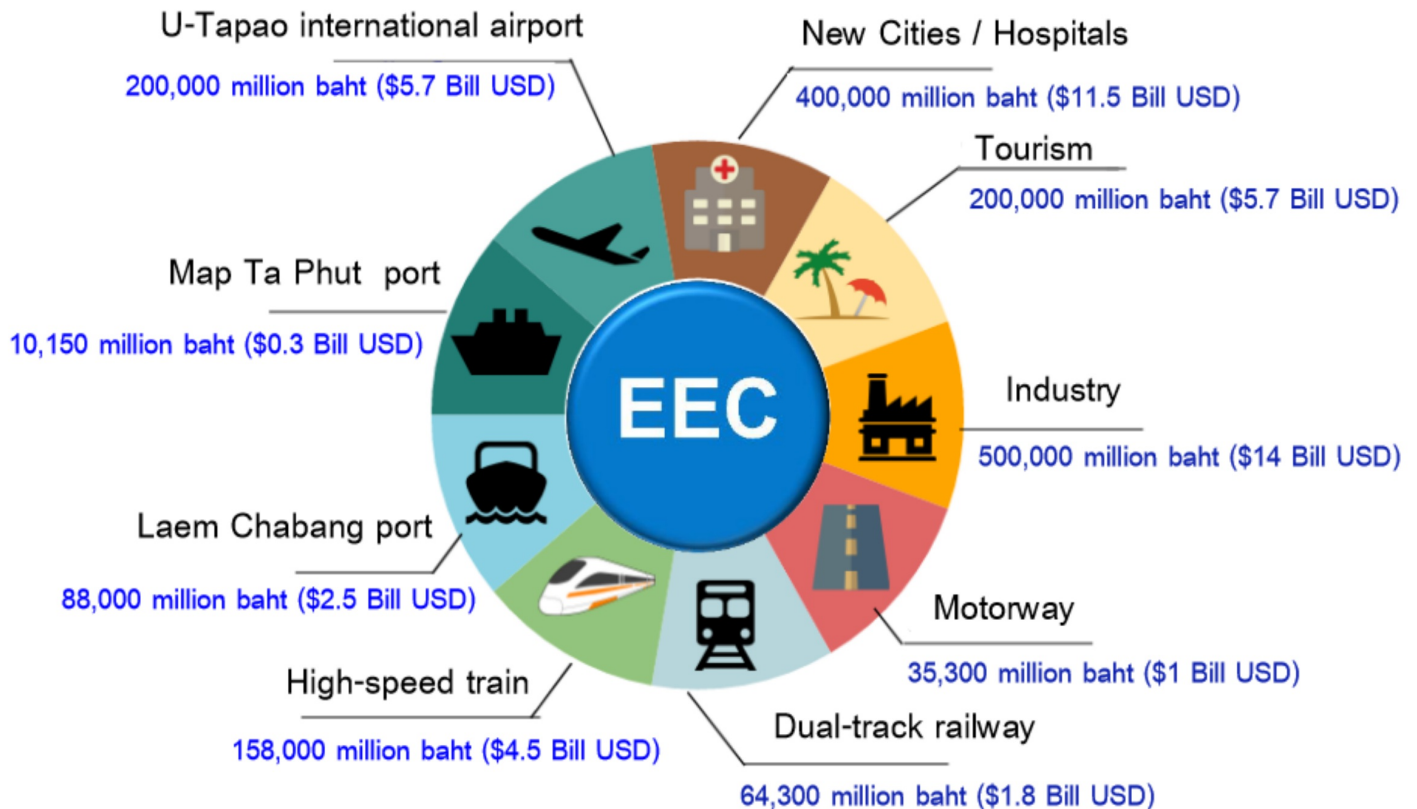 U-Tapao international airport
200,000 million baht ($5.7 Bill USD)
New Cities / Hospitals
400,000 million baht ($11.5 Bill USD)
Tourism
200,000 million baht ($5.7 Bill USD)
Map Ta Phut port
10,150 million baht ($0.3 Bill USD)
EEC
Industry
500,000 million baht ($14 Bill USD)
Laem Chabang port
88,000 million baht ($2.5 Bill USD)
Motorway
35,300 million baht ($1 Bill USD)
High-speed train
158,000 million baht ($4.5 Bill USD)
Dual-track railway
64,300 million baht ($1.8 Bill USD)